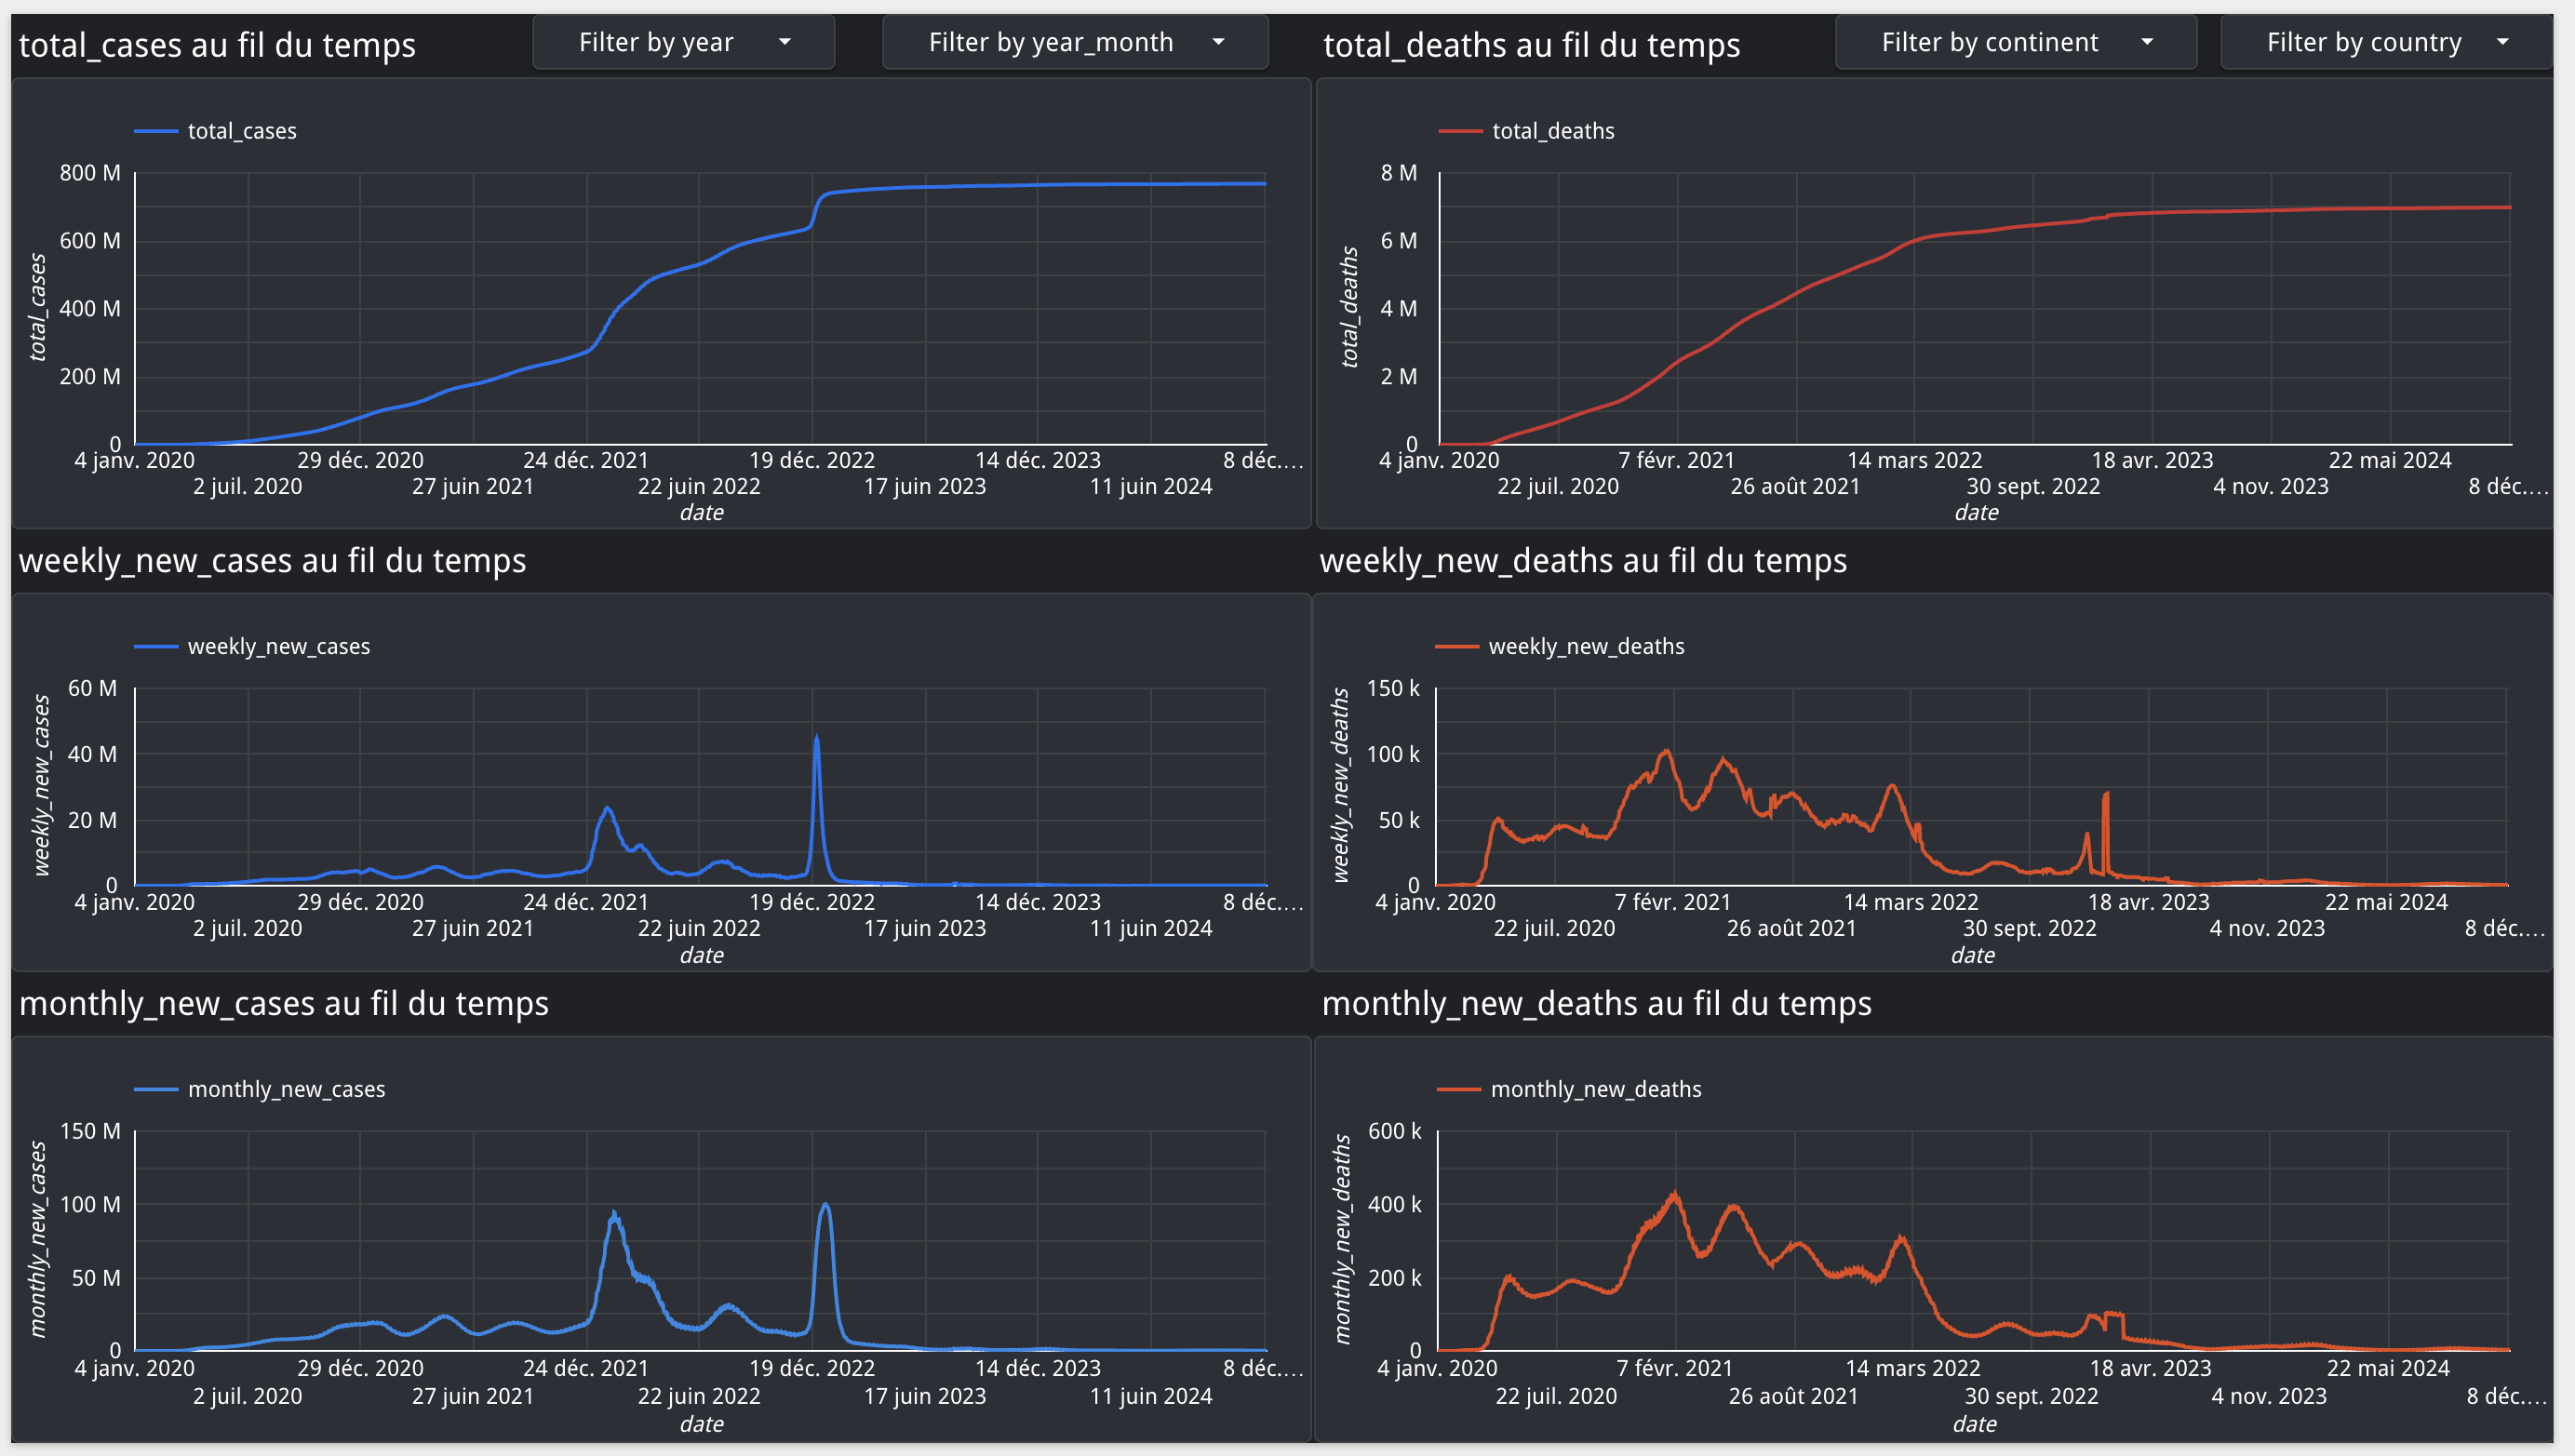 total_cases au fil du temps
Filter by year
Filter by year_month
total_deaths au fil du temps
Filter by continent
Filter by country
total_cases
800 M
600 M
400 M
200 M
0
total_cases
4 janv. 2020
29 déc. 2020
24 déc. 2021
19 déc. 2022
14 déc. 2023
8 déc.…
2 juil. 2020
27 juin 2021
22 juin 2022
17 juin 2023
11 juin 2024
date
total_deaths
8 M
6 M
4 M
2 M
0
total_deaths
4 janv. 2020
7 févr. 2021
14 mars 2022
18 avr. 2023
22 mai 2024
22 juil. 2020
26 août 2021
30 sept. 2022
4 nov. 2023
8 déc.…
date
weekly_new_cases au fil du temps
weekly_new_deaths au fil du temps
weekly_new_cases
60 M
40 M
20 M
0
weekly_new_cases
4 janv. 2020
29 déc. 2020
24 déc. 2021
19 déc. 2022
14 déc. 2023
8 déc.…
2 juil. 2020
27 juin 2021
22 juin 2022
17 juin 2023
11 juin 2024
date
weekly_new_deaths
150 k
100 k
50 k
0
weekly_new_deaths
4 janv. 2020
7 févr. 2021
14 mars 2022
18 avr. 2023
22 mai 2024
22 juil. 2020
26 août 2021
30 sept. 2022
4 nov. 2023
8 déc.…
date
monthly_new_cases au fil du temps
monthly_new_deaths au fil du temps
monthly_new_cases
150 M
100 M
50 M
0
monthly_new_cases
4 janv. 2020
29 déc. 2020
24 déc. 2021
19 déc. 2022
14 déc. 2023
8 déc.…
2 juil. 2020
27 juin 2021
22 juin 2022
17 juin 2023
11 juin 2024
date
monthly_new_deaths
600 k
400 k
200 k
0
monthly_new_deaths
4 janv. 2020
7 févr. 2021
14 mars 2022
18 avr. 2023
22 mai 2024
22 juil. 2020
26 août 2021
30 sept. 2022
4 nov. 2023
8 déc.…
date